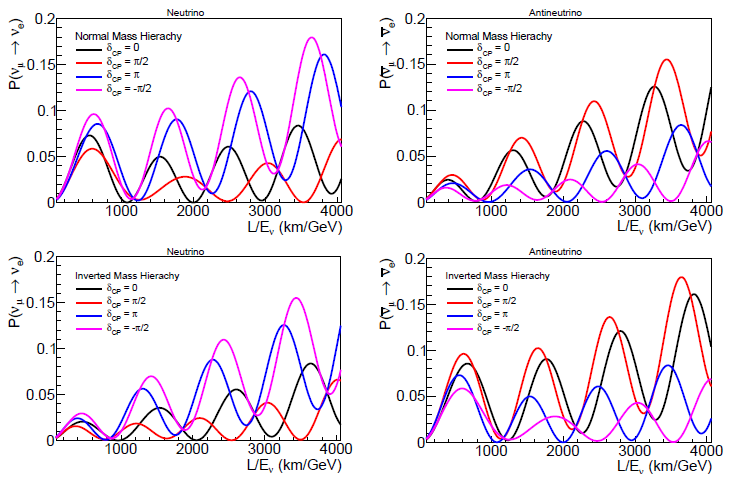 Neutrino
P(νμ → νe)
Normal Mass Hierachy
δCP = 0
δCP = π/2
δCP = π
δCP = -π/2
0 0.05 0.1 0.15 0.2
1000 2000 3000 4000
L/Eν (km/GeV)
Antineutrino
P(ν̄μ → ν̄e)
Normal Mass Hierachy
δCP = 0
δCP = π/2
δCP = π
δCP = -π/2
0 0.05 0.1 0.15 0.2
1000 2000 3000 4000
L/Eν (km/GeV)
Neutrino
P(νμ → νe)
Inverted Mass Hierachy
δCP = 0
δCP = π/2
δCP = π
δCP = -π/2
0 0.05 0.1 0.15 0.2
1000 2000 3000 4000
L/Eν (km/GeV)
Antineutrino
P(ν̄μ → ν̄e)
Inverted Mass Hierachy
δCP = 0
δCP = π/2
δCP = π
δCP = -π/2
0 0.05 0.1 0.15 0.2
1000 2000 3000 4000
L/Eν (km/GeV)